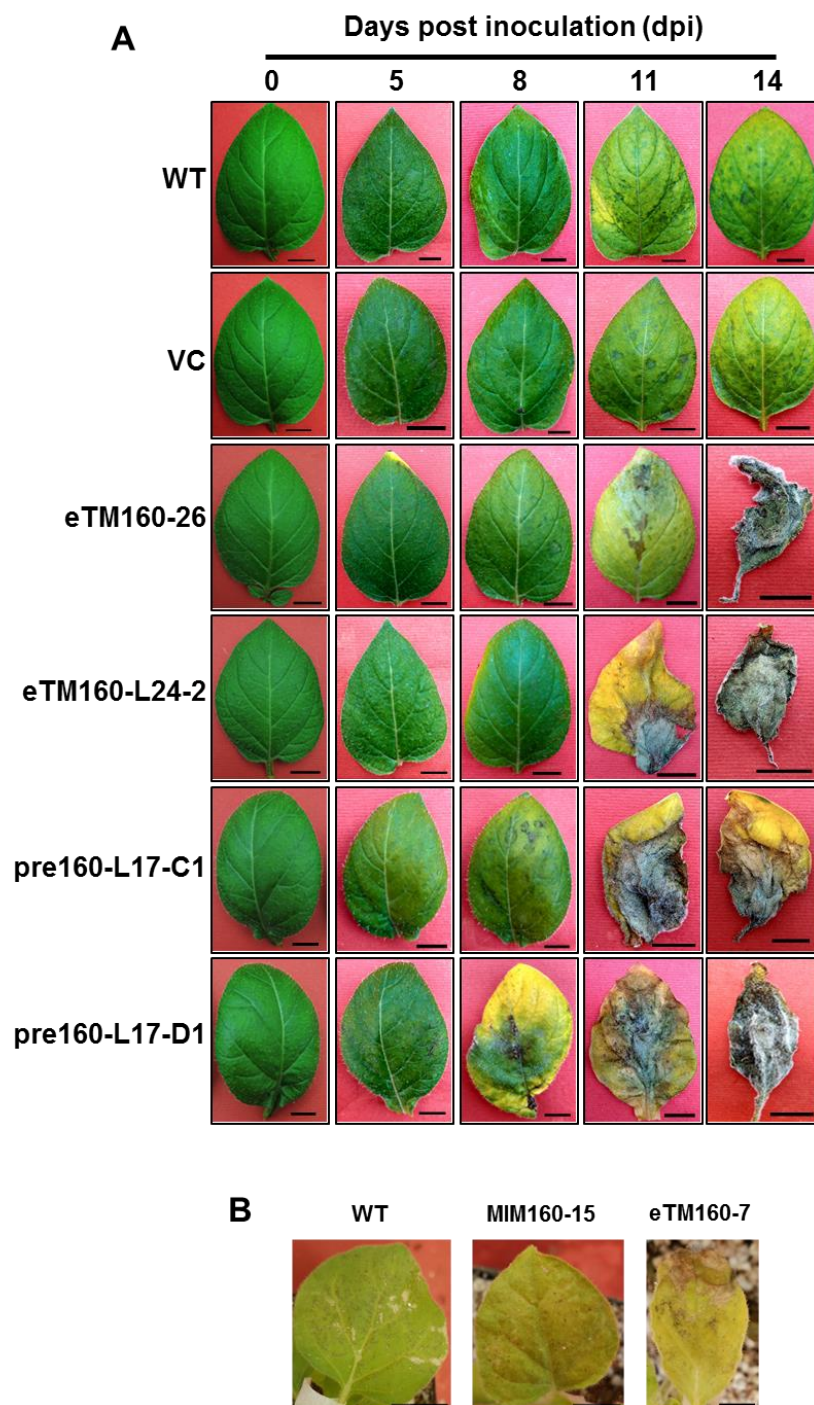 A
Days post inoculation (dpi)
0 5 8 11 14
WT
VC
eTM160-26
eTM160-L24-2
pre160-L17-C1
pre160-L17-D1
B
WT MIM160-15 eTM160-7